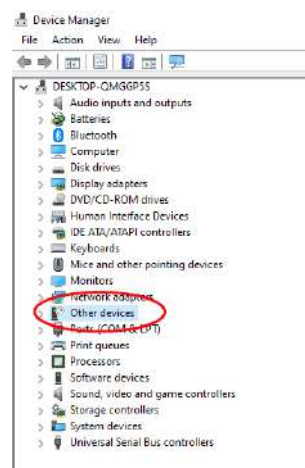 Device Manager
File Action View Help
DESKTOP-QMGGP5S
Audio inputs and outputs
Batteries
Bluetooth
Computer
Disk drives
Display adapters
DVD/CD-ROM drives
Human Interface Devices
IDE ATA/ATAPI controllers
Keyboards
Mice and other pointing devices
Monitors
Network adapters
Other devices
Ports (COM & LPT)
Print queues
Processors
Software devices
Sound, video and game controllers
Storage controllers
System devices
Universal Serial Bus controllers